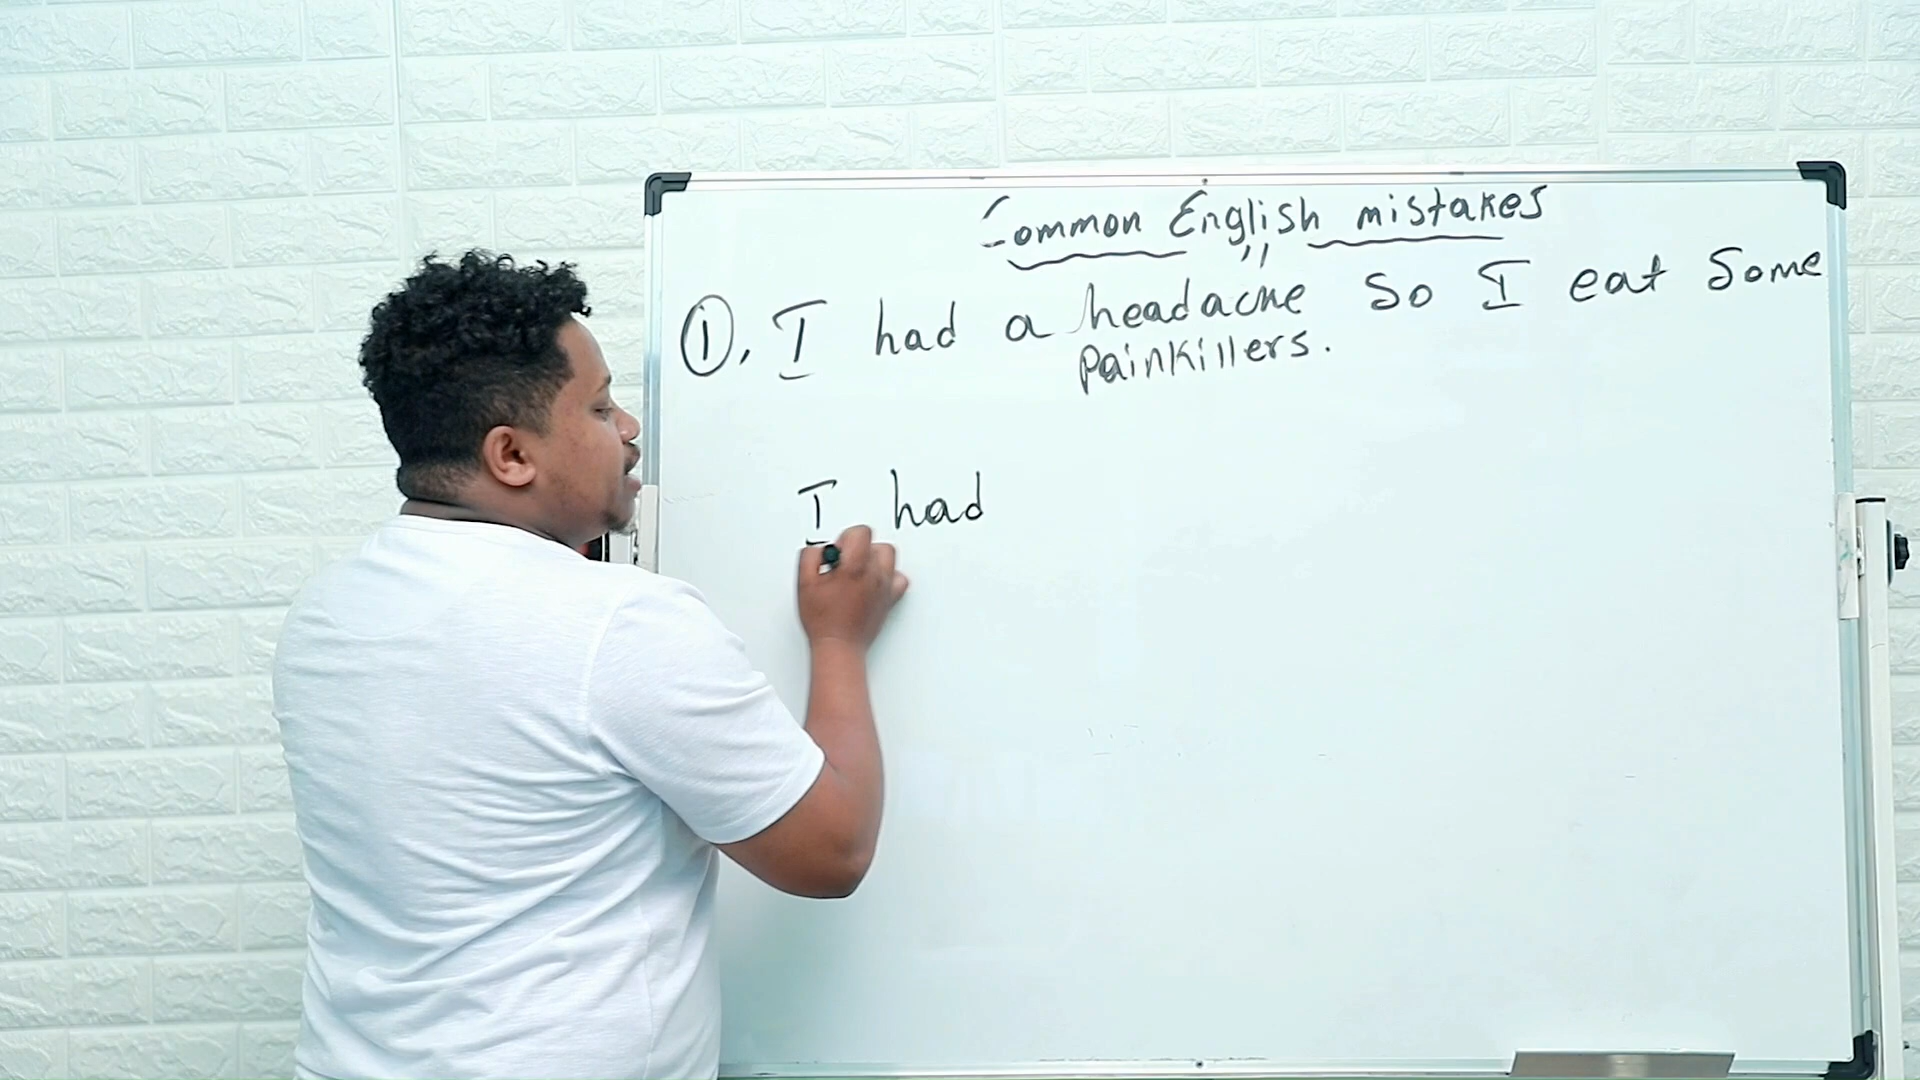 Common English mistakes
①, I had a headache so I eat some
painkillers.
I had